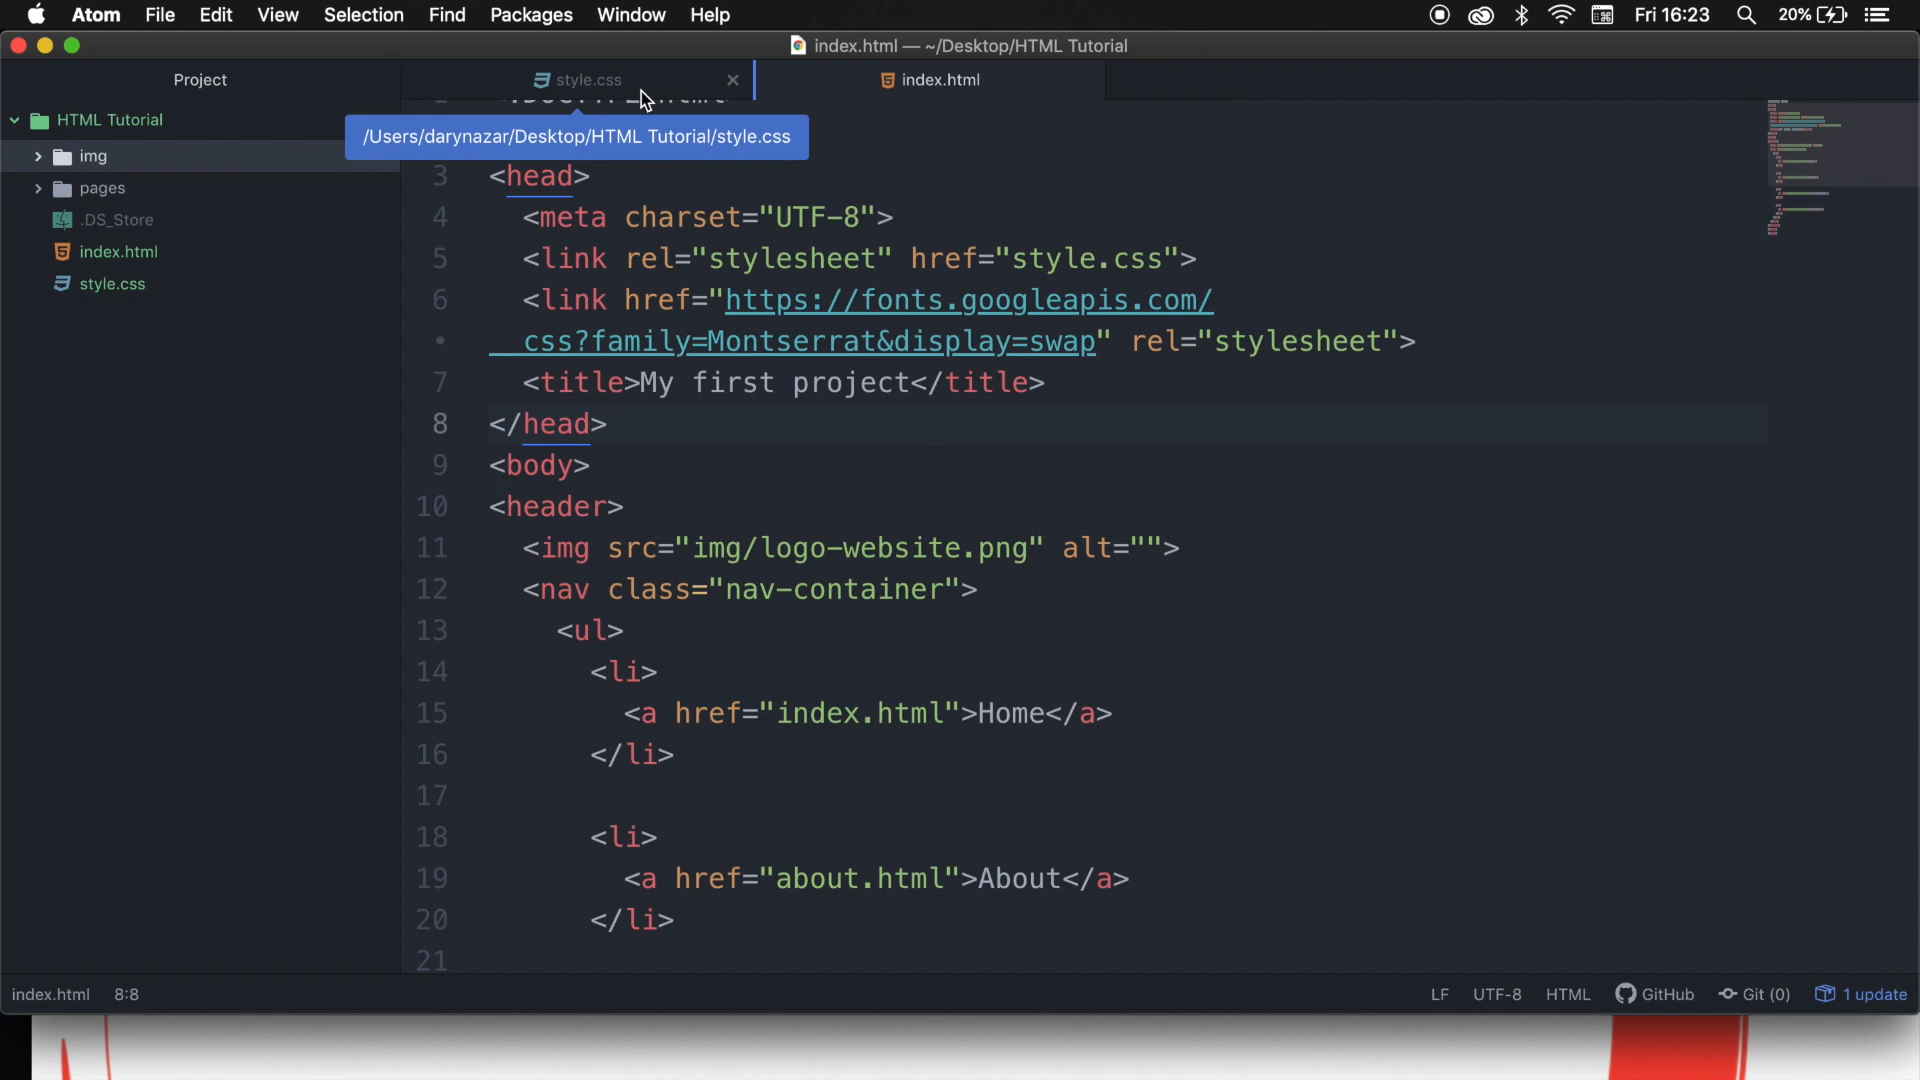 Atom File Edit View Selection Find Packages Window Help Fri 16:23 20%
index.html — ~/Desktop/HTML Tutorial
Project style.css index.html
HTML Tutorial
img
pages
.DS_Store
index.html
style.css
/Users/darynazar/Desktop/HTML Tutorial/style.css
3 <head>
4 <meta charset="UTF-8">
5 <link rel="stylesheet" href="style.css">
6 <link href="https://fonts.googleapis.com/
• css?family=Montserrat&display=swap" rel="stylesheet">
7 <title>My first project</title>
8 </head>
9 <body>
10 <header>
11 <img src="img/logo-website.png" alt="">
12 <nav class="nav-container">
13 <ul>
14 <li>
15 <a href="index.html">Home</a>
16 </li>
17
18 <li>
19 <a href="about.html">About</a>
20 </li>
21
index.html 8:8 LF UTF-8 HTML GitHub Git (0) 1 update